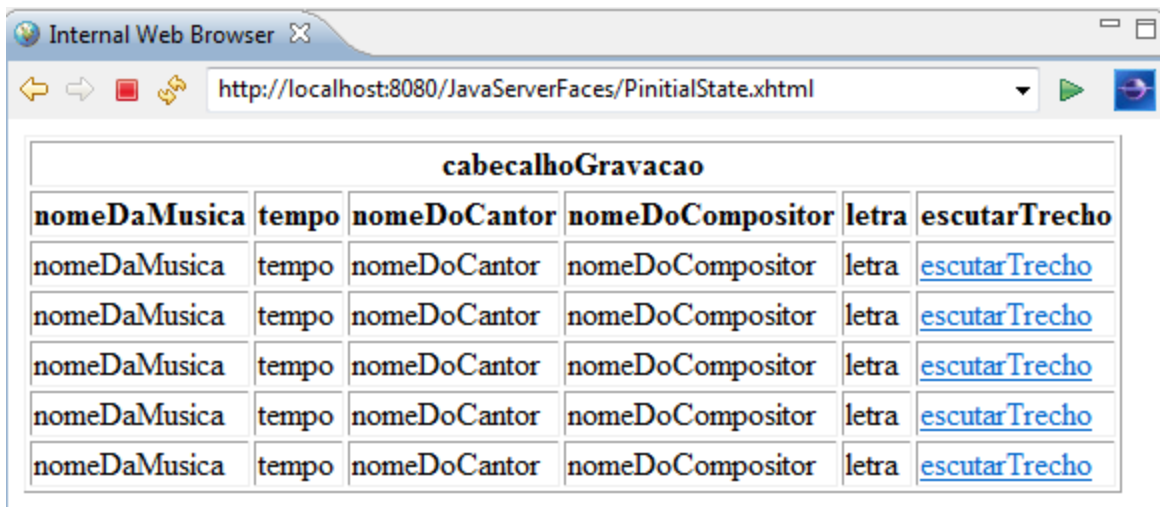 Internal Web Browser
http://localhost:8080/JavaServerFaces/PinitialState.xhtml
cabecalhoGravacao
nomeDaMusica tempo nomeDoCantor nomeDoCompositor letra escutarTrecho
nomeDaMusica tempo nomeDoCantor nomeDoCompositor letra escutarTrecho
nomeDaMusica tempo nomeDoCantor nomeDoCompositor letra escutarTrecho
nomeDaMusica tempo nomeDoCantor nomeDoCompositor letra escutarTrecho
nomeDaMusica tempo nomeDoCantor nomeDoCompositor letra escutarTrecho
nomeDaMusica tempo nomeDoCantor nomeDoCompositor letra escutarTrecho